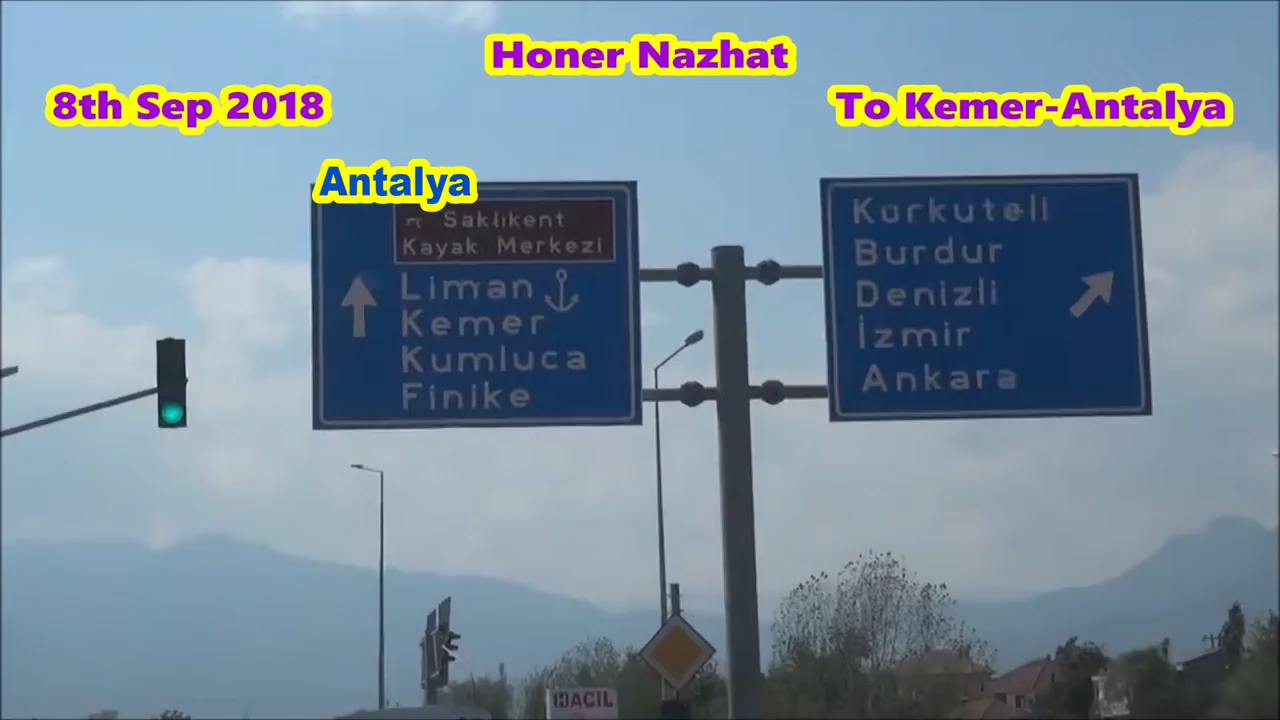 Honer Nazhat
8th Sep 2018
To Kemer-Antalya
Antalya
Saklıkent
Kayak Merkezi
Liman
Kemer
Kumluca
Finike
Korkuteli
Burdur
Denizli
İzmir
Ankara
HACIL